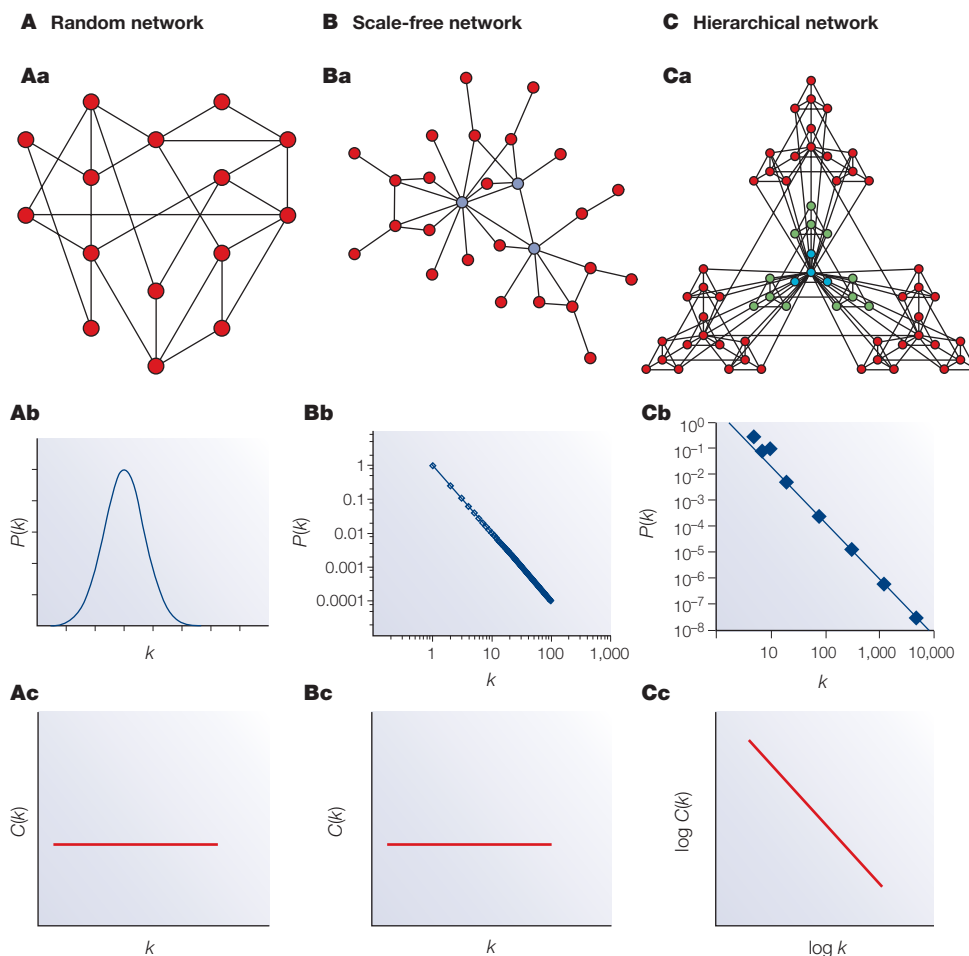 A Random network
B Scale-free network
C Hierarchical network
Aa
Ba
Ca
Ab
P(k)
k
Bb
P(k)
1
0.1
0.01
0.001
0.0001
1
10
100
1,000
k
Cb
P(k)
10⁰
10⁻¹
10⁻²
10⁻³
10⁻⁴
10⁻⁵
10⁻⁶
10⁻⁷
10⁻⁸
10
100
1,000
10,000
k
Ac
C(k)
k
Bc
C(k)
k
Cc
log C(k)
log k